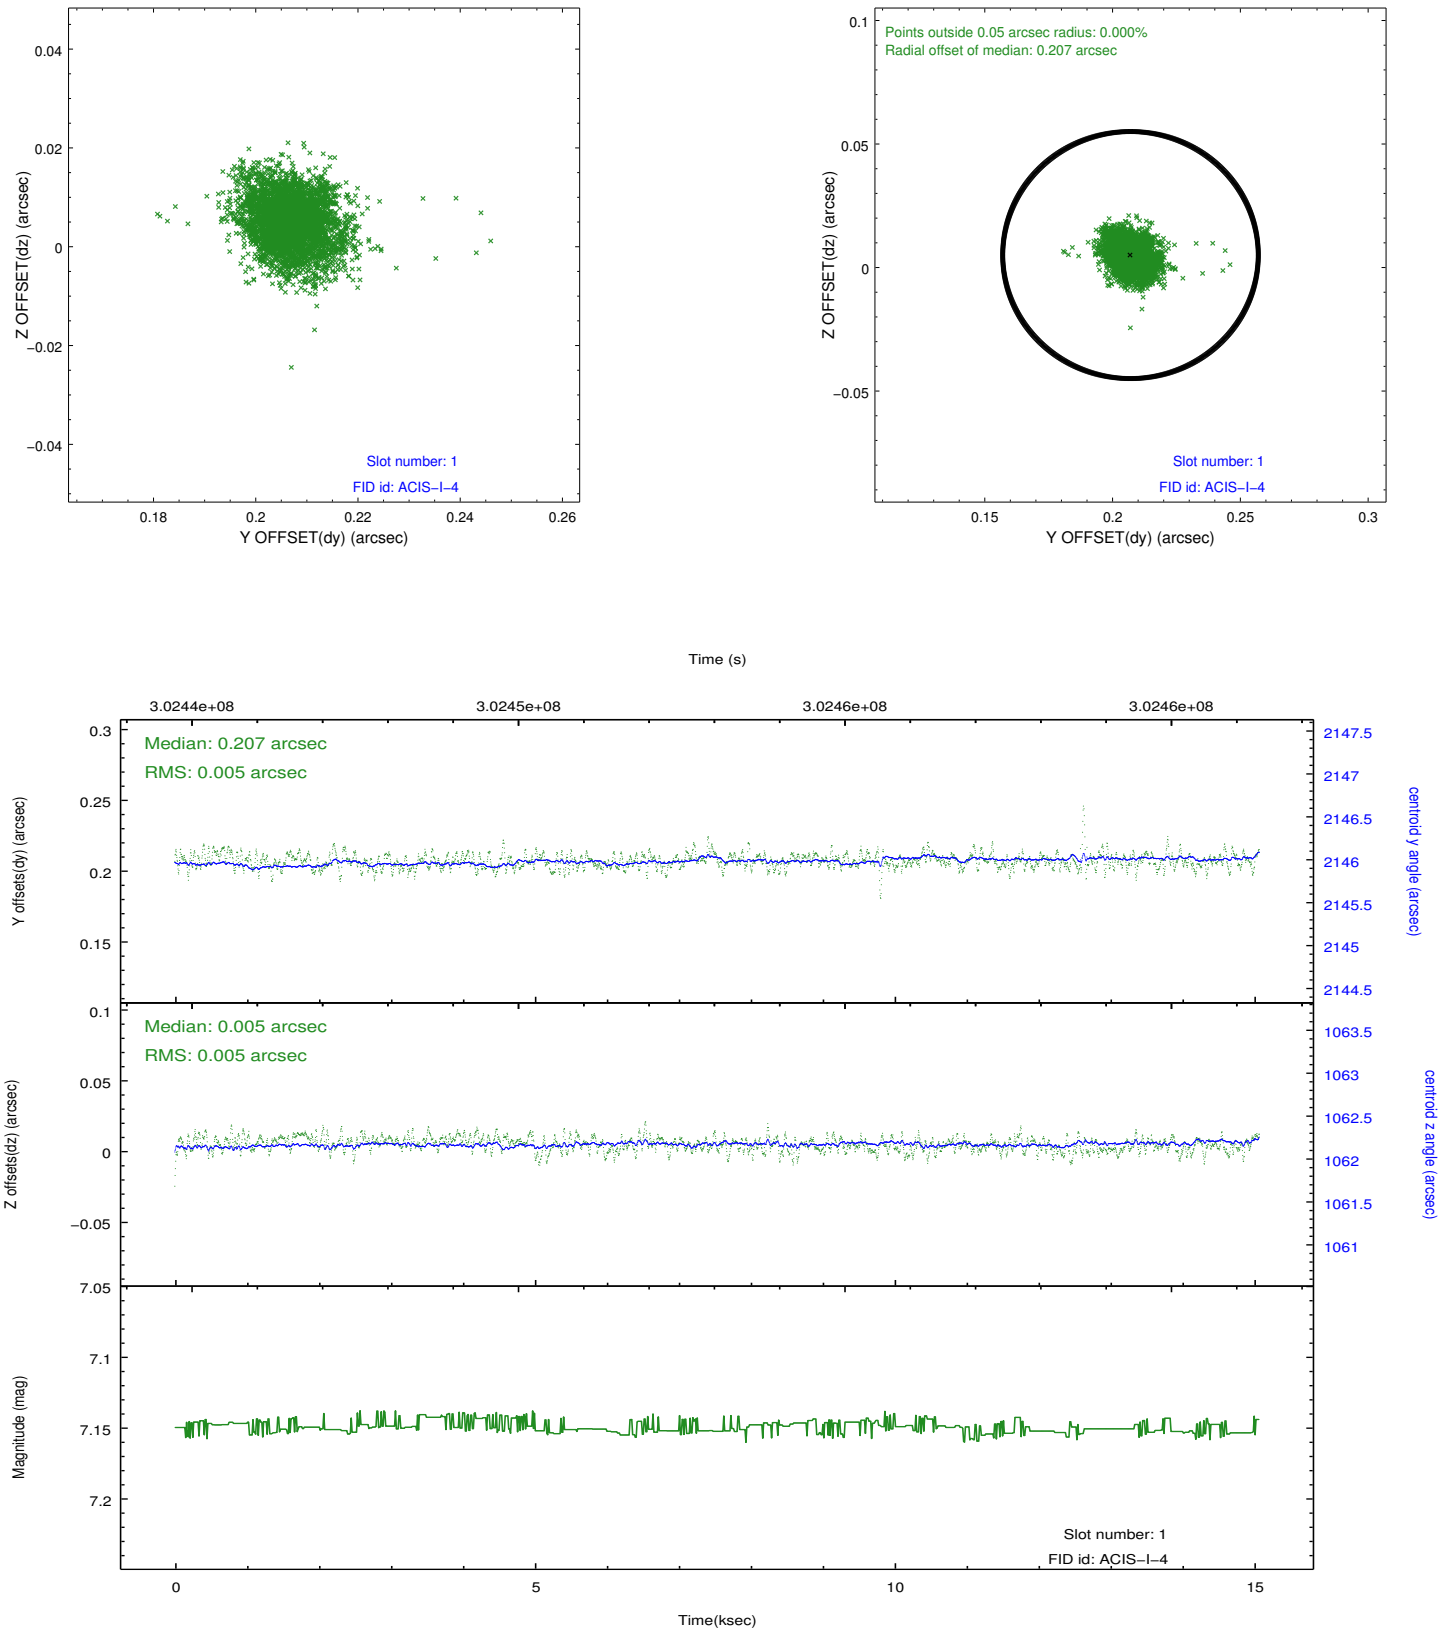 0.04
0.02
0
−0.02
−0.04
Z OFFSET(dz) (arcsec)
Slot number: 1
FID id: ACIS−I−4
0.18
0.2
0.22
0.24
0.26
Y OFFSET(dy) (arcsec)
Points outside 0.05 arcsec radius: 0.000%
Radial offset of median: 0.207 arcsec
0.1
0.05
0
−0.05
Z OFFSET(dz) (arcsec)
Slot number: 1
FID id: ACIS−I−4
0.15
0.2
0.25
0.3
Y OFFSET(dy) (arcsec)
Time (s)
3.0244e+08
3.0245e+08
3.0246e+08
3.0246e+08
Median: 0.207 arcsec
RMS: 0.005 arcsec
0.3
0.25
0.2
0.15
Y offsets(dy) (arcsec)
2147.5
2147
2146.5
2146
2145.5
2145
2144.5
centroid y angle (arcsec)
Median: 0.005 arcsec
RMS: 0.005 arcsec
0.1
0.05
0
−0.05
Z offsets(dz) (arcsec)
1063.5
1063
1062.5
1062
1061.5
1061
centroid z angle (arcsec)
7.05
7.1
7.15
7.2
Magnitude (mag)
Slot number: 1
FID id: ACIS−I−4
0
5
10
15
Time(ksec)